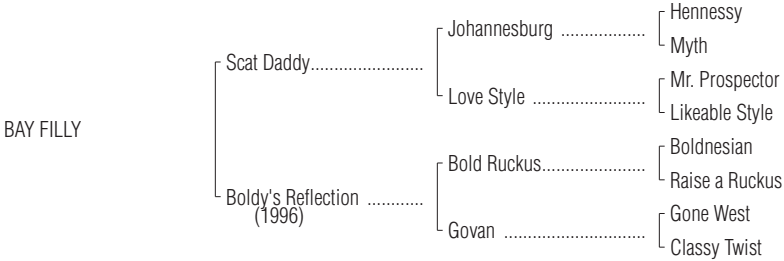 Hennessy
Johannesburg ..................
Myth
Scat Daddy.......................
Mr. Prospector
Love Style ........................
Likeable Style
BAY FILLY
Boldnesian
Bold Ruckus......................
Raise a Ruckus
Boldy's Reflection ............
(1996)
Gone West
Govan ..............................
Classy Twist